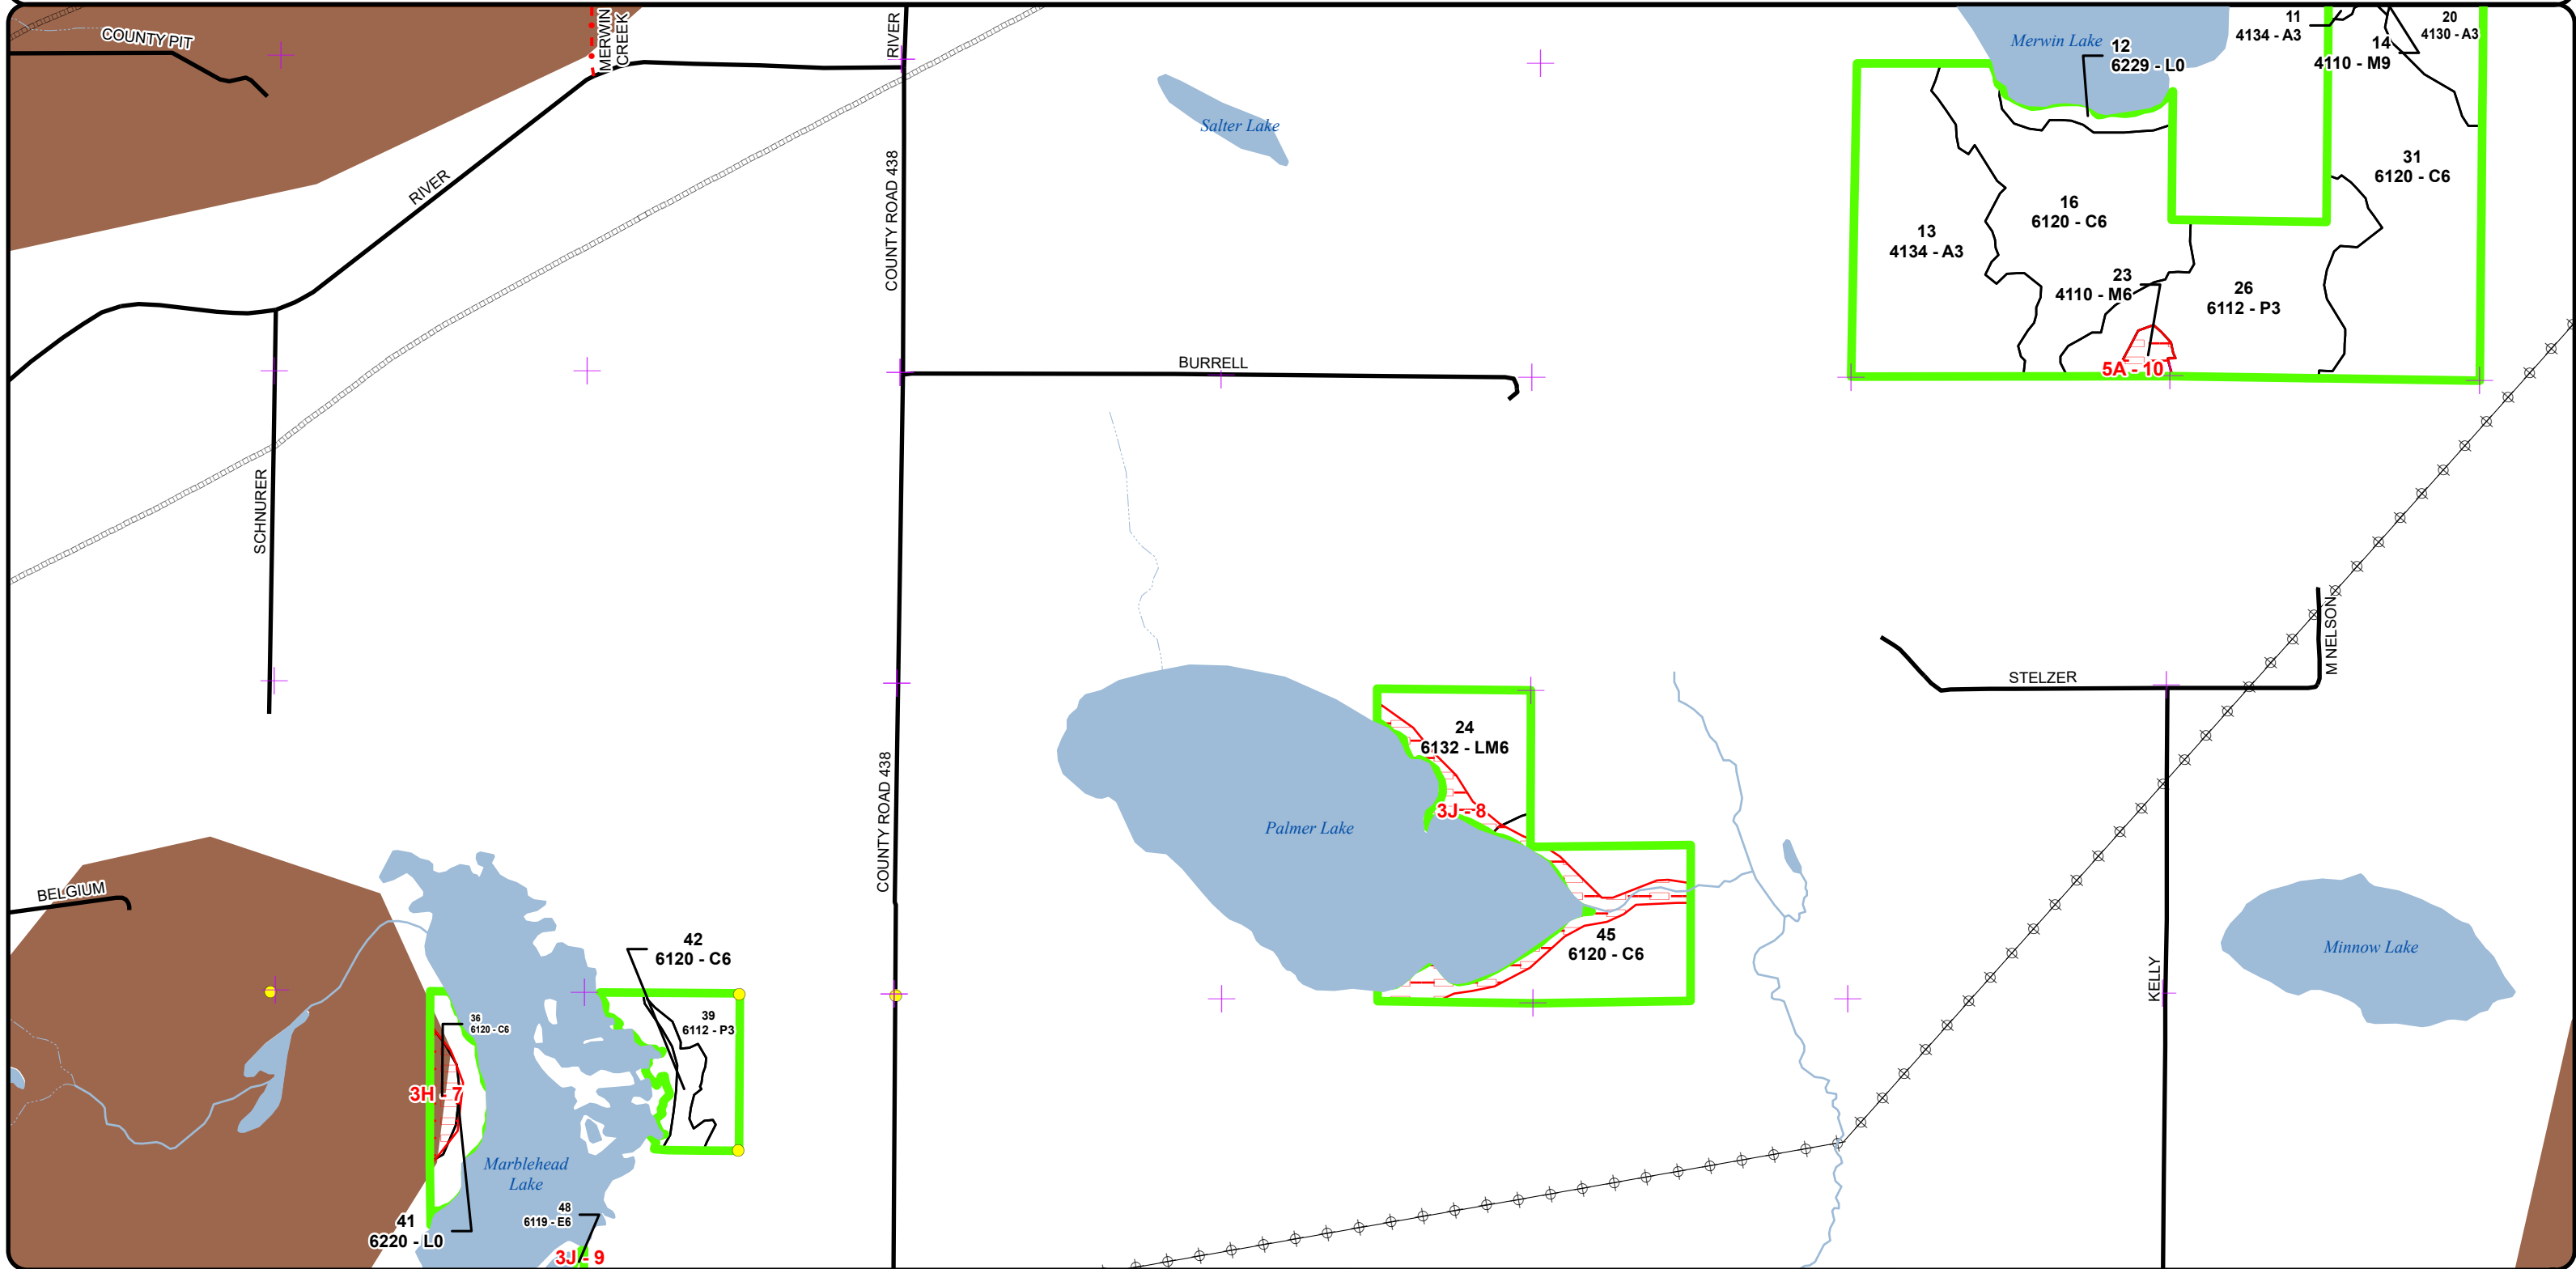 COUNTY PIT
MERWIN
CREEK
RIVER
Merwin Lake
12
6229 - L0
11
4134 - A3
14
4110 - M9
20
4130 - A3
Salter Lake
RIVER
COUNTY ROAD 438
31
6120 - C6
16
6120 - C6
13
4134 - A3
23
4110 - M6
26
6112 - P3
5A - 10
BURRELL
SCHNURER
M NELSON
STELZER
24
6132 - LM6
3J - 8
Palmer Lake
COUNTY ROAD 438
BELGIUM
45
6120 - C6
42
6120 - C6
Minnow Lake
KELLY
36
6120 - C6
39
6112 - P3
3H - 7
Marblehead
Lake
41
6220 - L0
48
6119 - E6
3J - 9